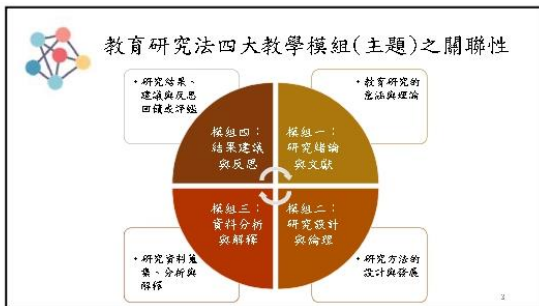 教育研究法四大教學模組(主題)之關聯性
• 研究結果、
建議與反思
回饋或評鑑
• 教育研究的
意涵與理論
模組四：
結果建議
與反思
模組一：
研究緒論
與文獻
模組三：
資料分析
與解釋
模組二：
研究設計
與倫理
• 研究資料蒐
集、分析與
解釋
• 研究方法的
設計與發展